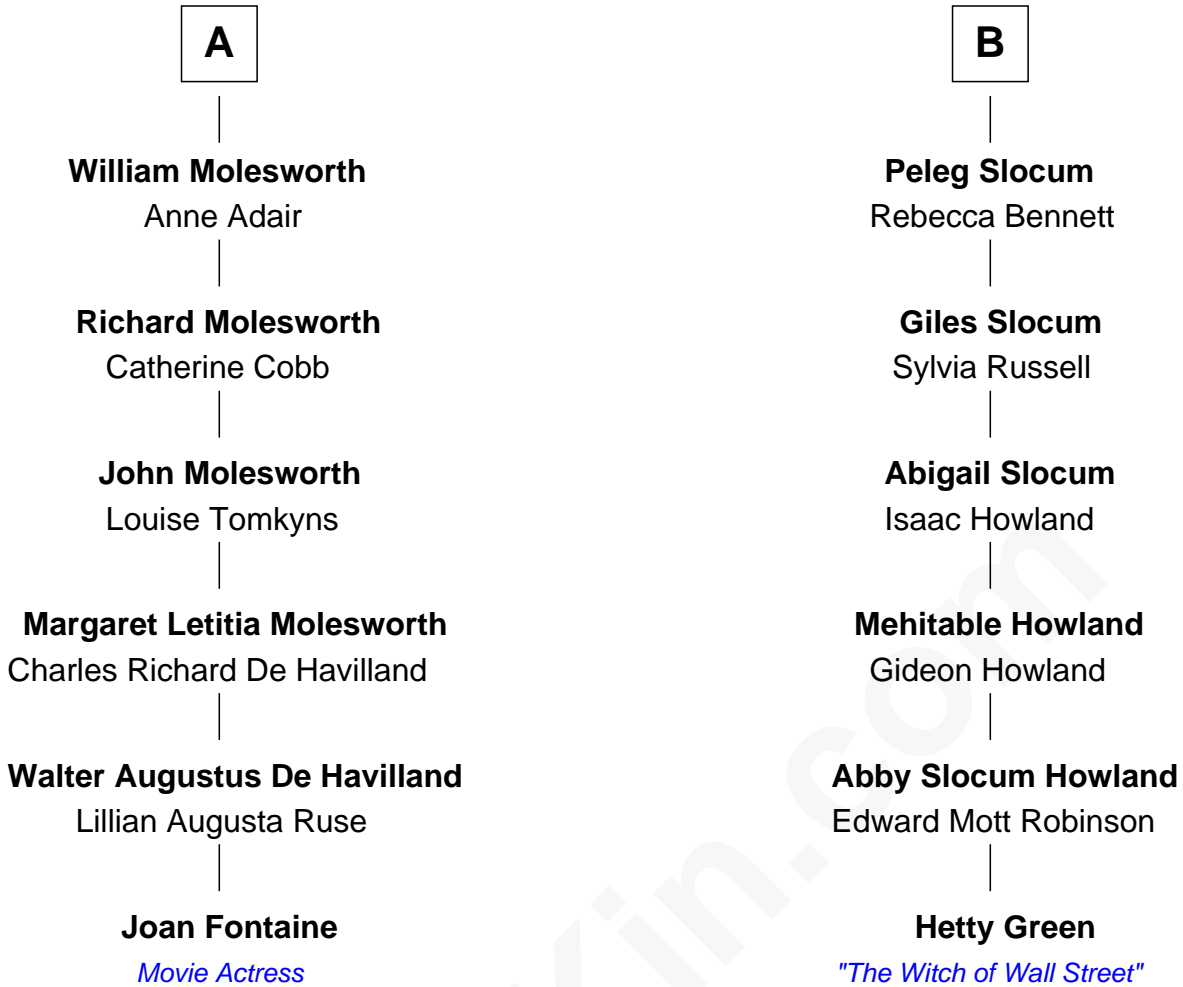 A
William Molesworth
Anne Adair
Richard Molesworth
Catherine Cobb
John Molesworth
Louise Tomkyns
Margaret Letitia Molesworth
Charles Richard De Havilland
Walter Augustus De Havilland
Lillian Augusta Ruse
Joan Fontaine
Movie Actress
B
Peleg Slocum
Rebecca Bennett
Giles Slocum
Sylvia Russell
Abigail Slocum
Isaac Howland
Mehitable Howland
Gideon Howland
Abby Slocum Howland
Edward Mott Robinson
Hetty Green
"The Witch of Wall Street"
Kin.com